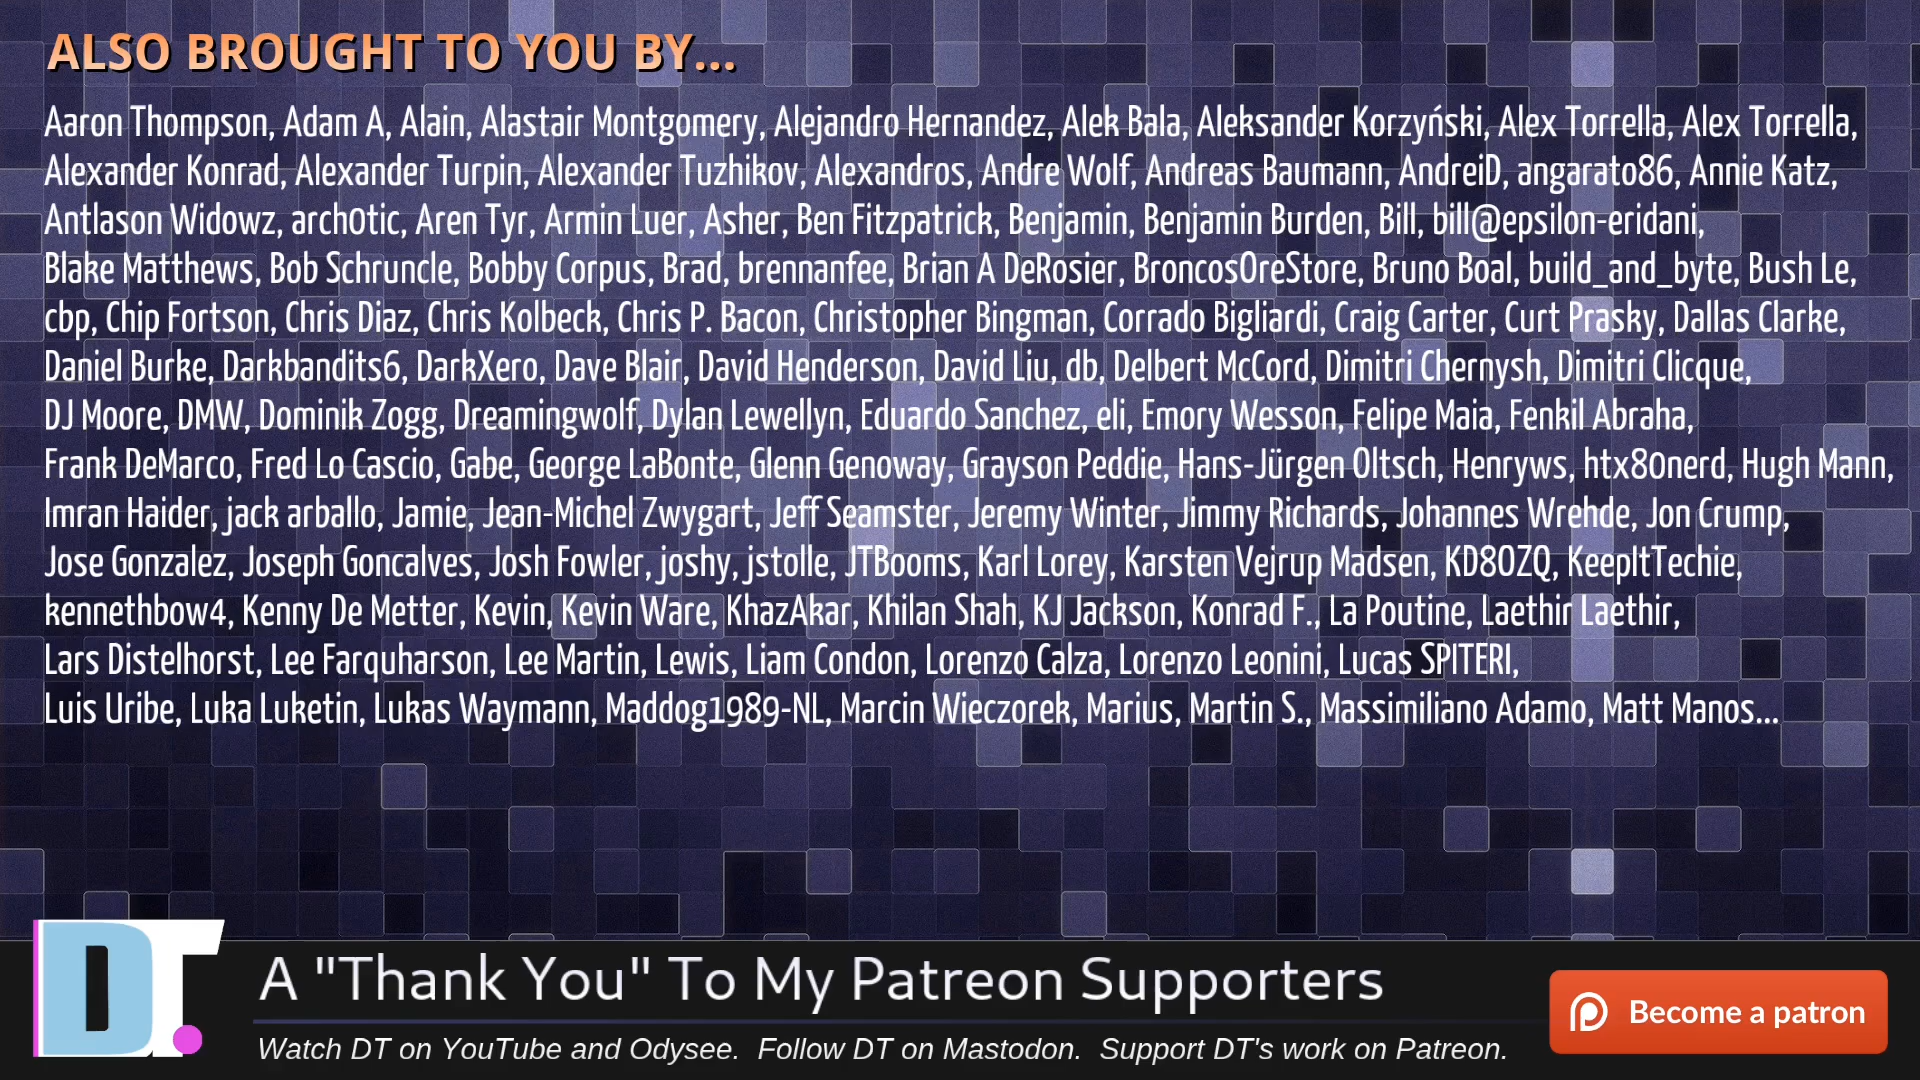 ALSO BROUGHT TO YOU BY...
Aaron Thompson, Adam A, Alain, Alastair Montgomery, Alejandro Hernandez, Alek Bala, Aleksander Korzyński, Alex Torrella, Alex Torrella,
Alexander Konrad, Alexander Turpin, Alexander Tuzhikov, Alexandros, Andre Wolf, Andreas Baumann, AndreiD, angarato86, Annie Katz,
Antlason Widowz, arch0tic, Aren Tyr, Armin Luer, Asher, Ben Fitzpatrick, Benjamin, Benjamin Burden, Bill, bill@epsilon-eridani,
Blake Matthews, Bob Schruncle, Bobby Corpus, Brad, brennanfee, Brian A DeRosier, BroncosOreStore, Bruno Boal, build_and_byte, Bush Le,
cbp, Chip Fortson, Chris Diaz, Chris Kolbeck, Chris P. Bacon, Christopher Bingman, Corrado Bigliardi, Craig Carter, Curt Prasky, Dallas Clarke,
Daniel Burke, Darkbandits6, DarkXero, Dave Blair, David Henderson, David Liu, db, Delbert McCord, Dimitri Chernysh, Dimitri Clicque,
DJ Moore, DMW, Dominik Zogg, Dreamingwolf, Dylan Lewellyn, Eduardo Sanchez, eli, Emory Wesson, Felipe Maia, Fenkil Abraha,
Frank DeMarco, Fred Lo Cascio, Gabe, George LaBonte, Glenn Genoway, Grayson Peddie, Hans-Jürgen Oltsch, Henryws, htx80nerd, Hugh Mann,
Imran Haider, jack arballo, Jamie, Jean-Michel Zwygart, Jeff Seamster, Jeremy Winter, Jimmy Richards, Johannes Wrehde, Jon Crump,
Jose Gonzalez, Joseph Goncalves, Josh Fowler, joshy, jstolle, JTBooms, Karl Lorey, Karsten Vejrup Madsen, KD8OZQ, KeepItTechie,
kennethbow4, Kenny De Metter, Kevin, Kevin Ware, KhazAkar, Khilan Shah, KJ Jackson, Konrad F., La Poutine, Laethir Laethir,
Lars Distelhorst, Lee Farquharson, Lee Martin, Lewis, Liam Condon, Lorenzo Calza, Lorenzo Leonini, Lucas SPITERI,
Luis Uribe, Luka Luketin, Lukas Waymann, Maddog1989-NL, Marcin Wieczorek, Marius, Martin S., Massimiliano Adamo, Matt Manos...
DT.
A "Thank You" To My Patreon Supporters
Watch DT on YouTube and Odysee. Follow DT on Mastodon. Support DT's work on Patreon.
Become a patron